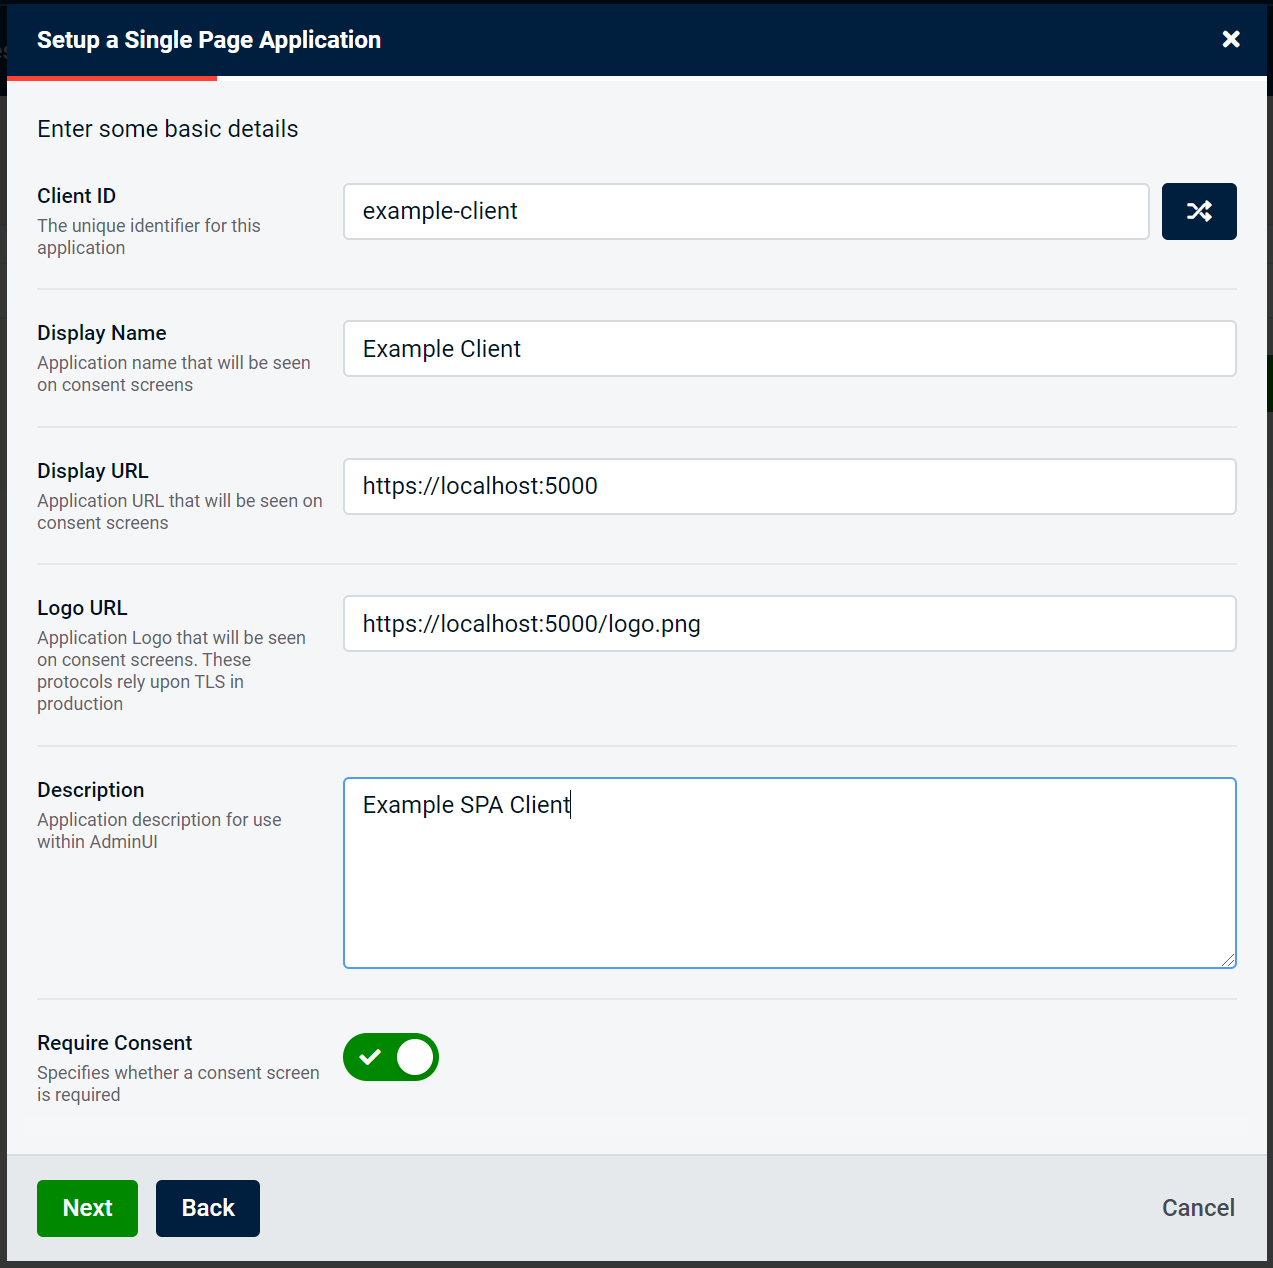 Setup a Single Page Application
Enter some basic details
Client ID
The unique identifier for this
application
example-client
Display Name
Application name that will be seen
on consent screens
Example Client
Display URL
Application URL that will be seen on
consent screens
https://localhost:5000
Logo URL
Application Logo that will be seen
on consent screens. These
protocols rely upon TLS in
production
https://localhost:5000/logo.png
Description
Application description for use
within AdminUI
Example SPA Client
Require Consent
Specifies whether a consent screen
is required
Next
Back
Cancel